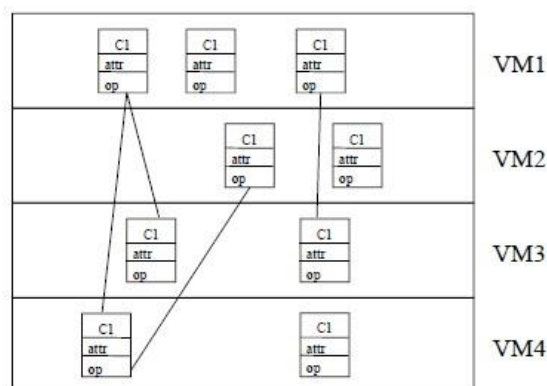 C1 C1 C1
attr attr attr
op op op
VM1
C1 C1
attr attr
op op
VM2
C1 C1
attr attr
op op
VM3
C1 C1
attr attr
op op
VM4